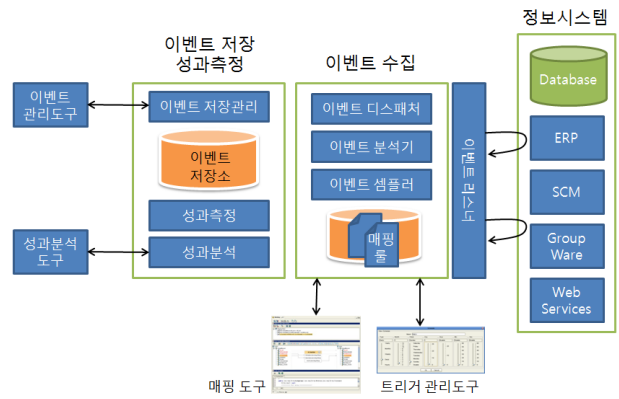 정보시스템
이벤트 저장
성과측정
이벤트 수집
이벤트
관리도구
이벤트 저장관리
이벤트
저장소
성과측정
성과분석
성과분석
도구
이벤트 디스패처
이벤트 분석기
이벤트 샘플러
매핑
룰
이벤트 리스너
Database
ERP
SCM
Group
Ware
Web
Services
매핑 도구
트리거 관리도구